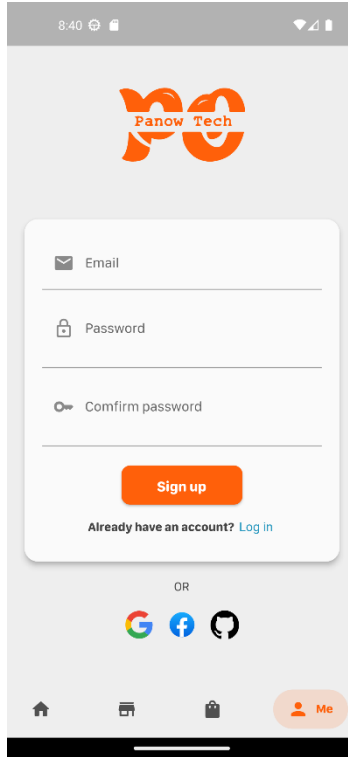 8:40
Panow Tech
Email
Password
Comfirm password
Sign up
Already have an account? Log in
OR
Me